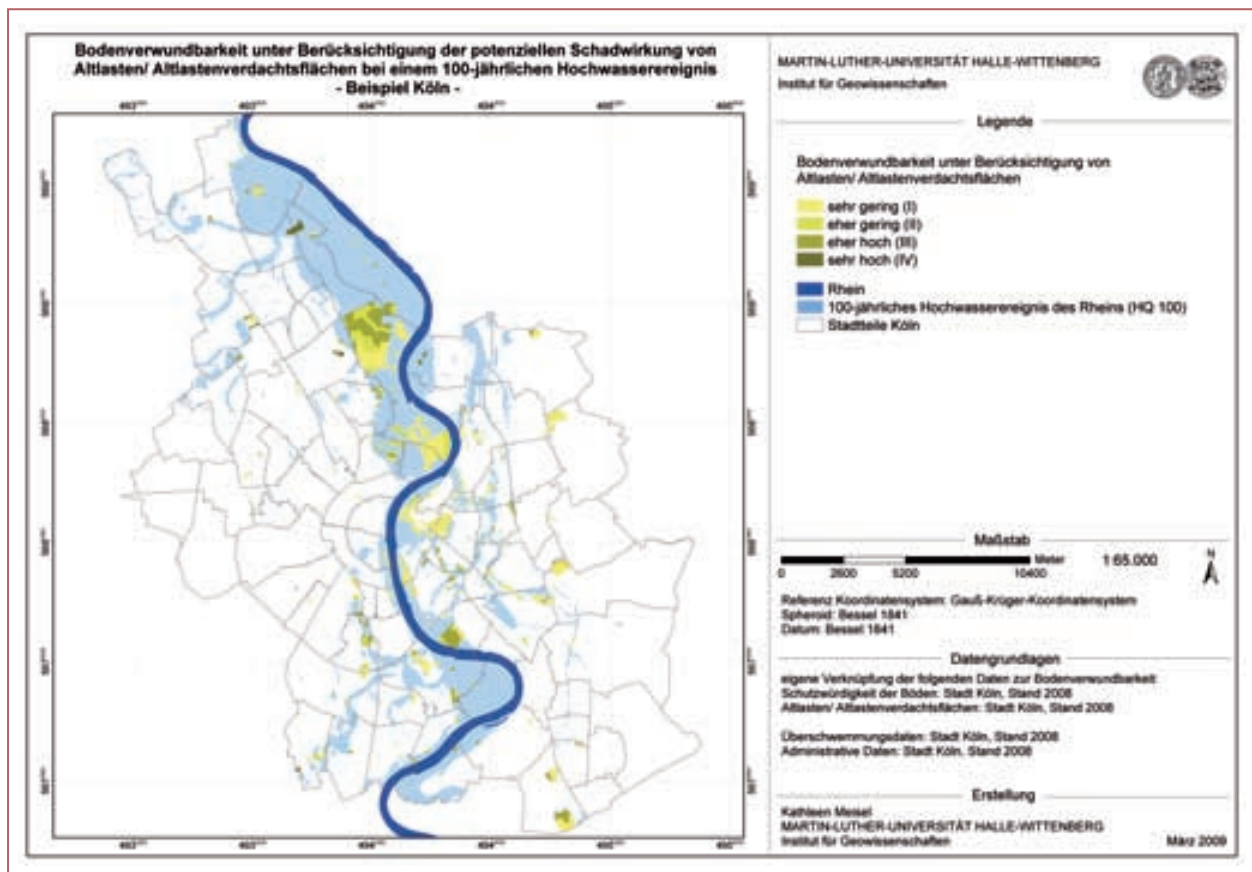 Bodenverwundbarkeit unter Berücksichtigung der potenziellen Schadwirkung von
Altlasten/ Altlastenverdachtsflächen bei einem 100-jährlichen Hochwasserereignis
- Beispiel Köln -
MARTIN-LUTHER-UNIVERSITÄT HALLE-WITTENBERG
Institut für Geowissenschaften
Legende
Bodenverwundbarkeit unter Berücksichtigung von
Altlasten/ Altlastenverdachtsflächen
sehr gering (I)
eher gering (II)
eher hoch (III)
sehr hoch (IV)
Rhein
100-jährliches Hochwasserereignis des Rheins (HQ 100)
Stadtteile Köln
Maßstab
Meter 1:65.000
0 2600 5200 10400
N
Referenz Koordinatensystem: Gauß-Krüger-Koordinatensystem
Spheroid: Bessel 1841
Datum: Bessel 1841
Datengrundlagen
eigene Verknüpfung der folgenden Daten zur Bodenverwundbarkeit:
Schutzwürdigkeit der Böden: Stadt Köln, Stand 2008
Altlasten/ Altlastenverdachtsflächen: Stadt Köln, Stand 2008
Überschwemmungsdaten: Stadt Köln, Stand 2008
Administrative Daten: Stadt Köln, Stand 2008
Erstellung
Kathleen Meisel
MARTIN-LUTHER-UNIVERSITÄT HALLE-WITTENBERG
Institut für Geowissenschaften März 2009